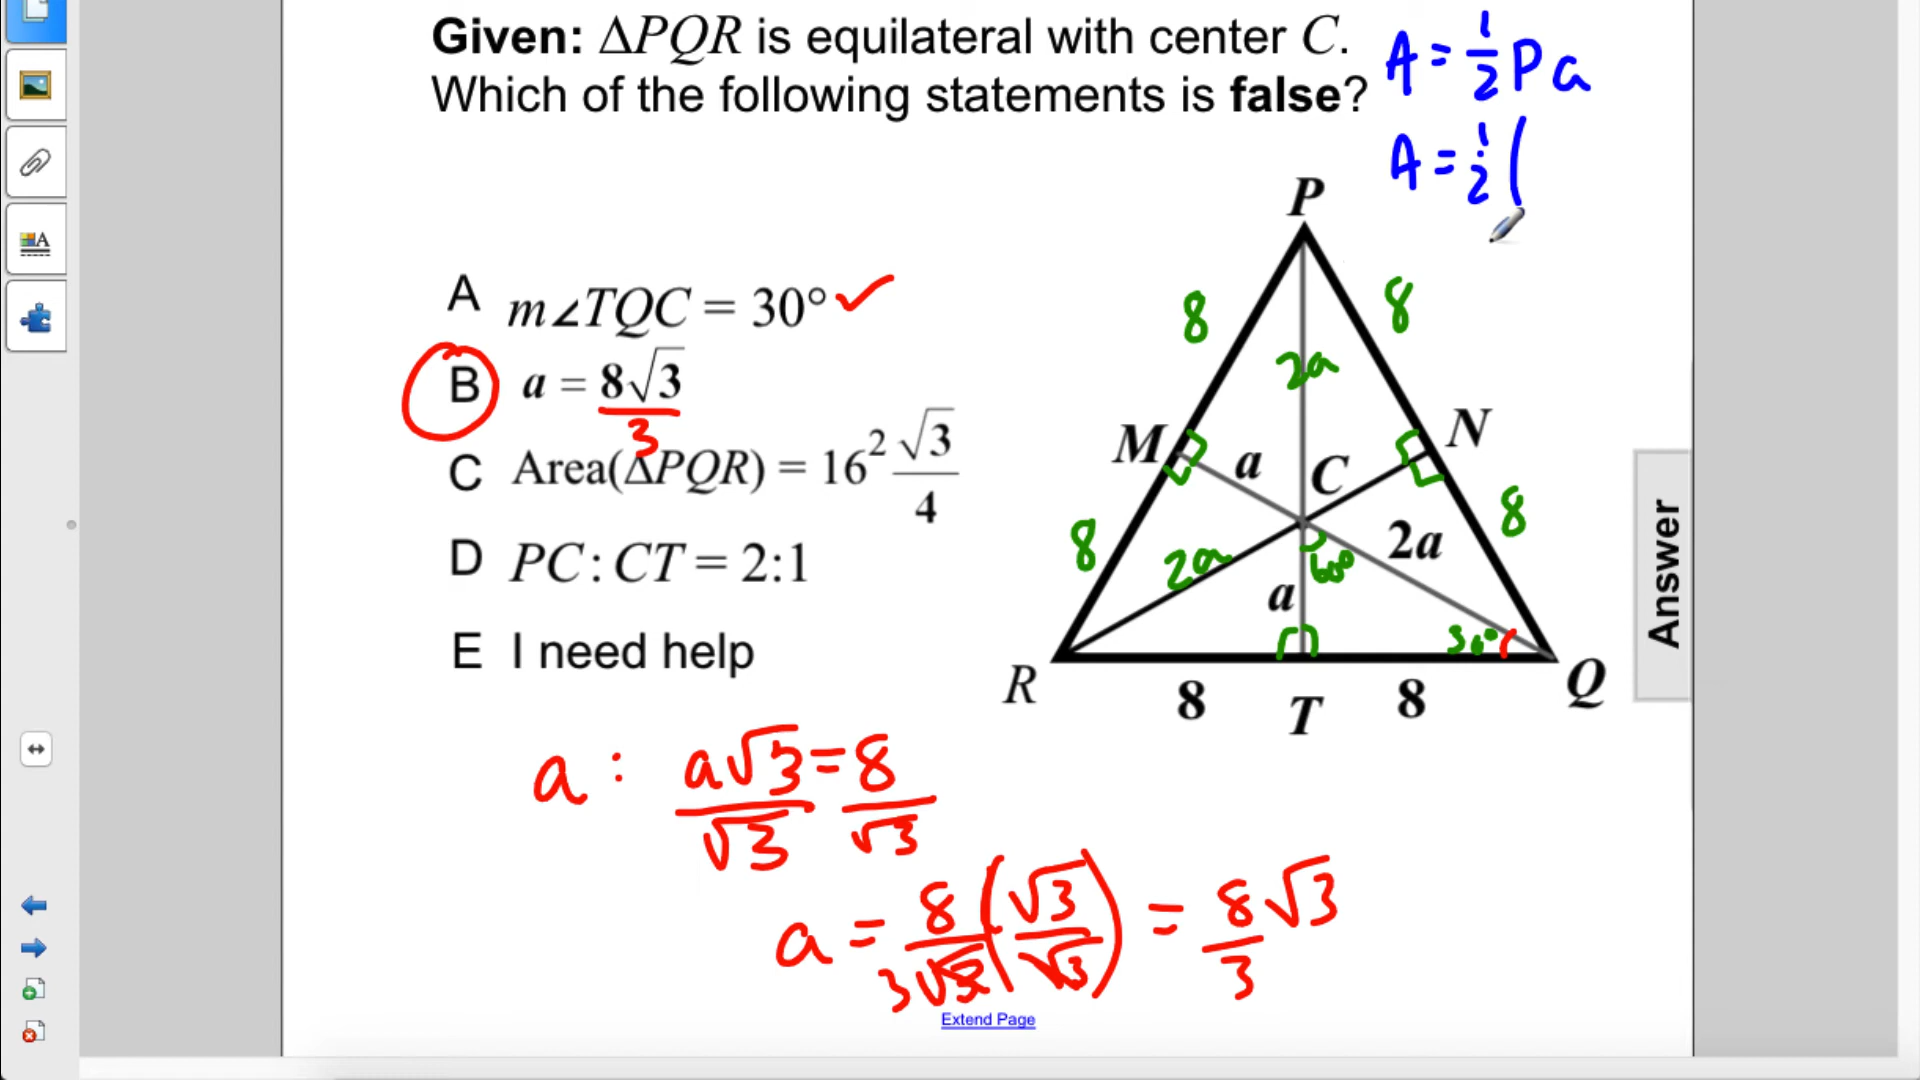 Given: ΔPQR is equilateral with center C.
Which of the following statements is false?
A = 1/2 P a
A = 1/2 (
A m∠TQC = 30° ✓
B a = 8√3
3
C Area(ΔPQR) = 16² √3/4
D PC : CT = 2:1
E I need help
P
8
8
2a
M
a
C
N
8
2a
60°
2a
8
a
30°
R
8
T
8
Q
Answer
a : a√3/√3 = 8/√3
a = 8/3√3 (√3/√3) = 8√3/3
Extend Page